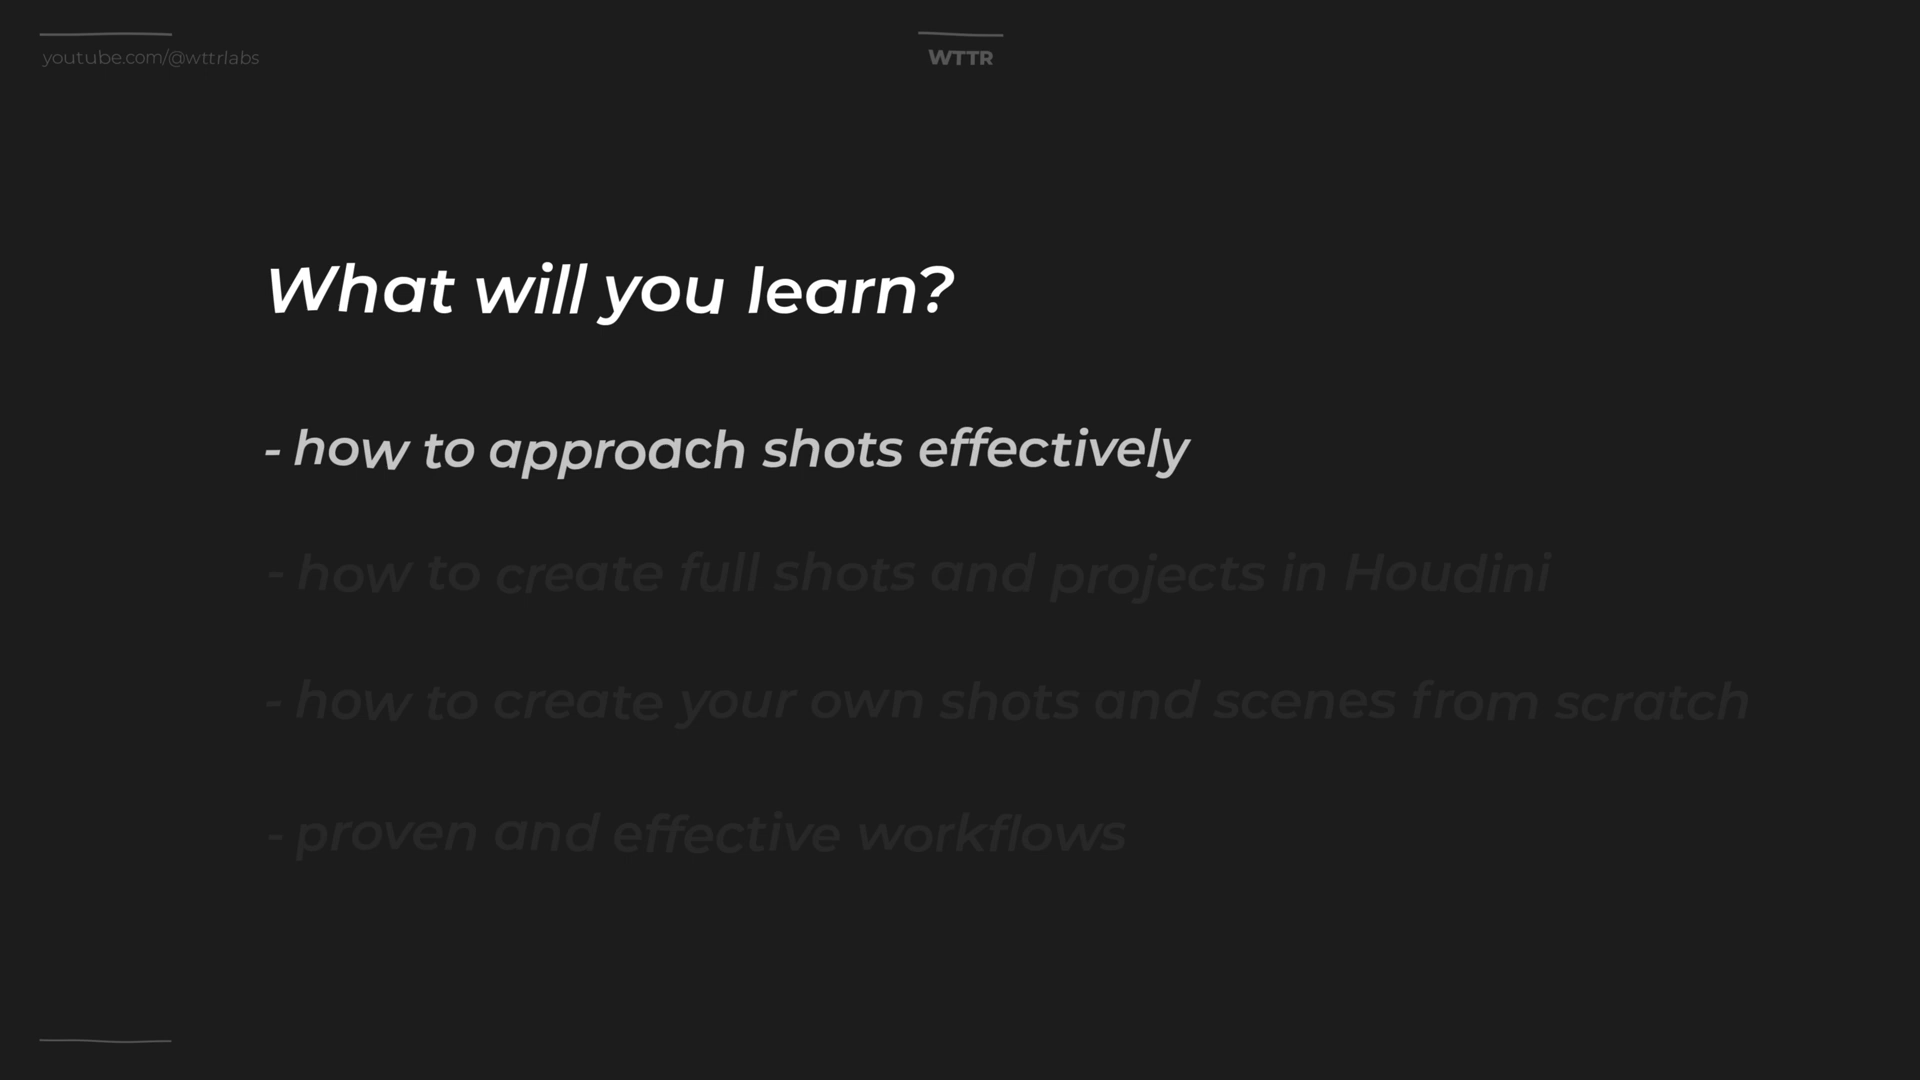 youtube.com/@wttrlabs
WTTR
What will you learn?
- how to approach shots effectively
- how to create full shots and projects in Houdini
- how to create your own shots and scenes from scratch
- proven and effective workflows